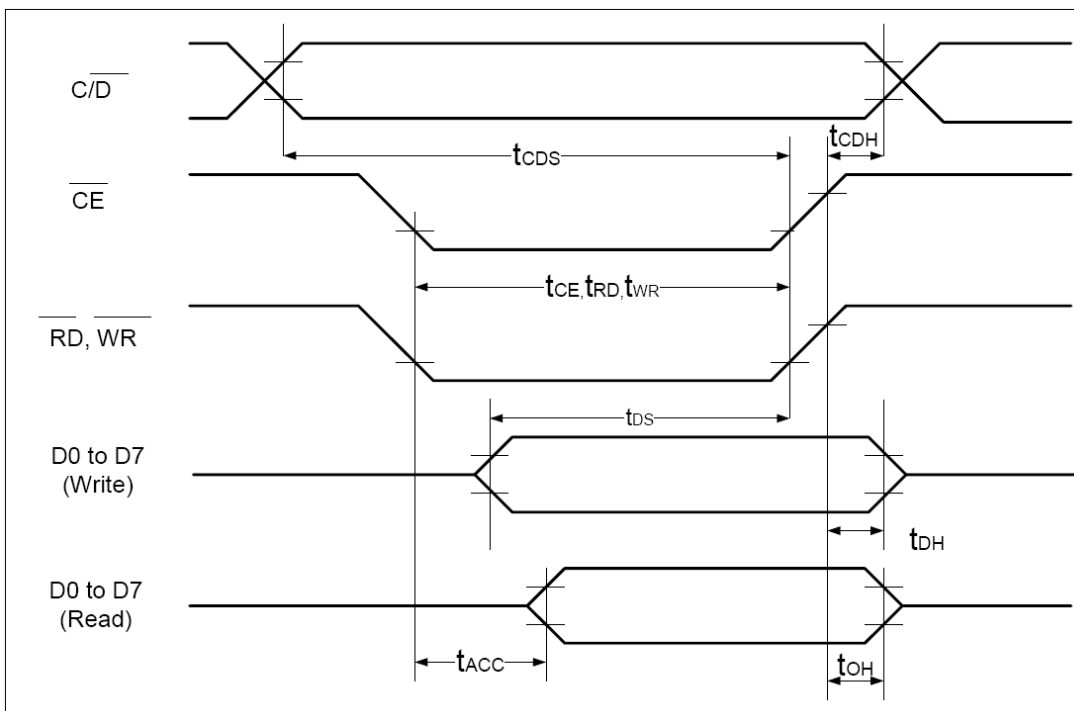 C/D
tCDH
tCDS
CE
tCE,tRD,tWR
RD, WR
tDS
D0 to D7
(Write)
tDH
D0 to D7
(Read)
tACC
tOH